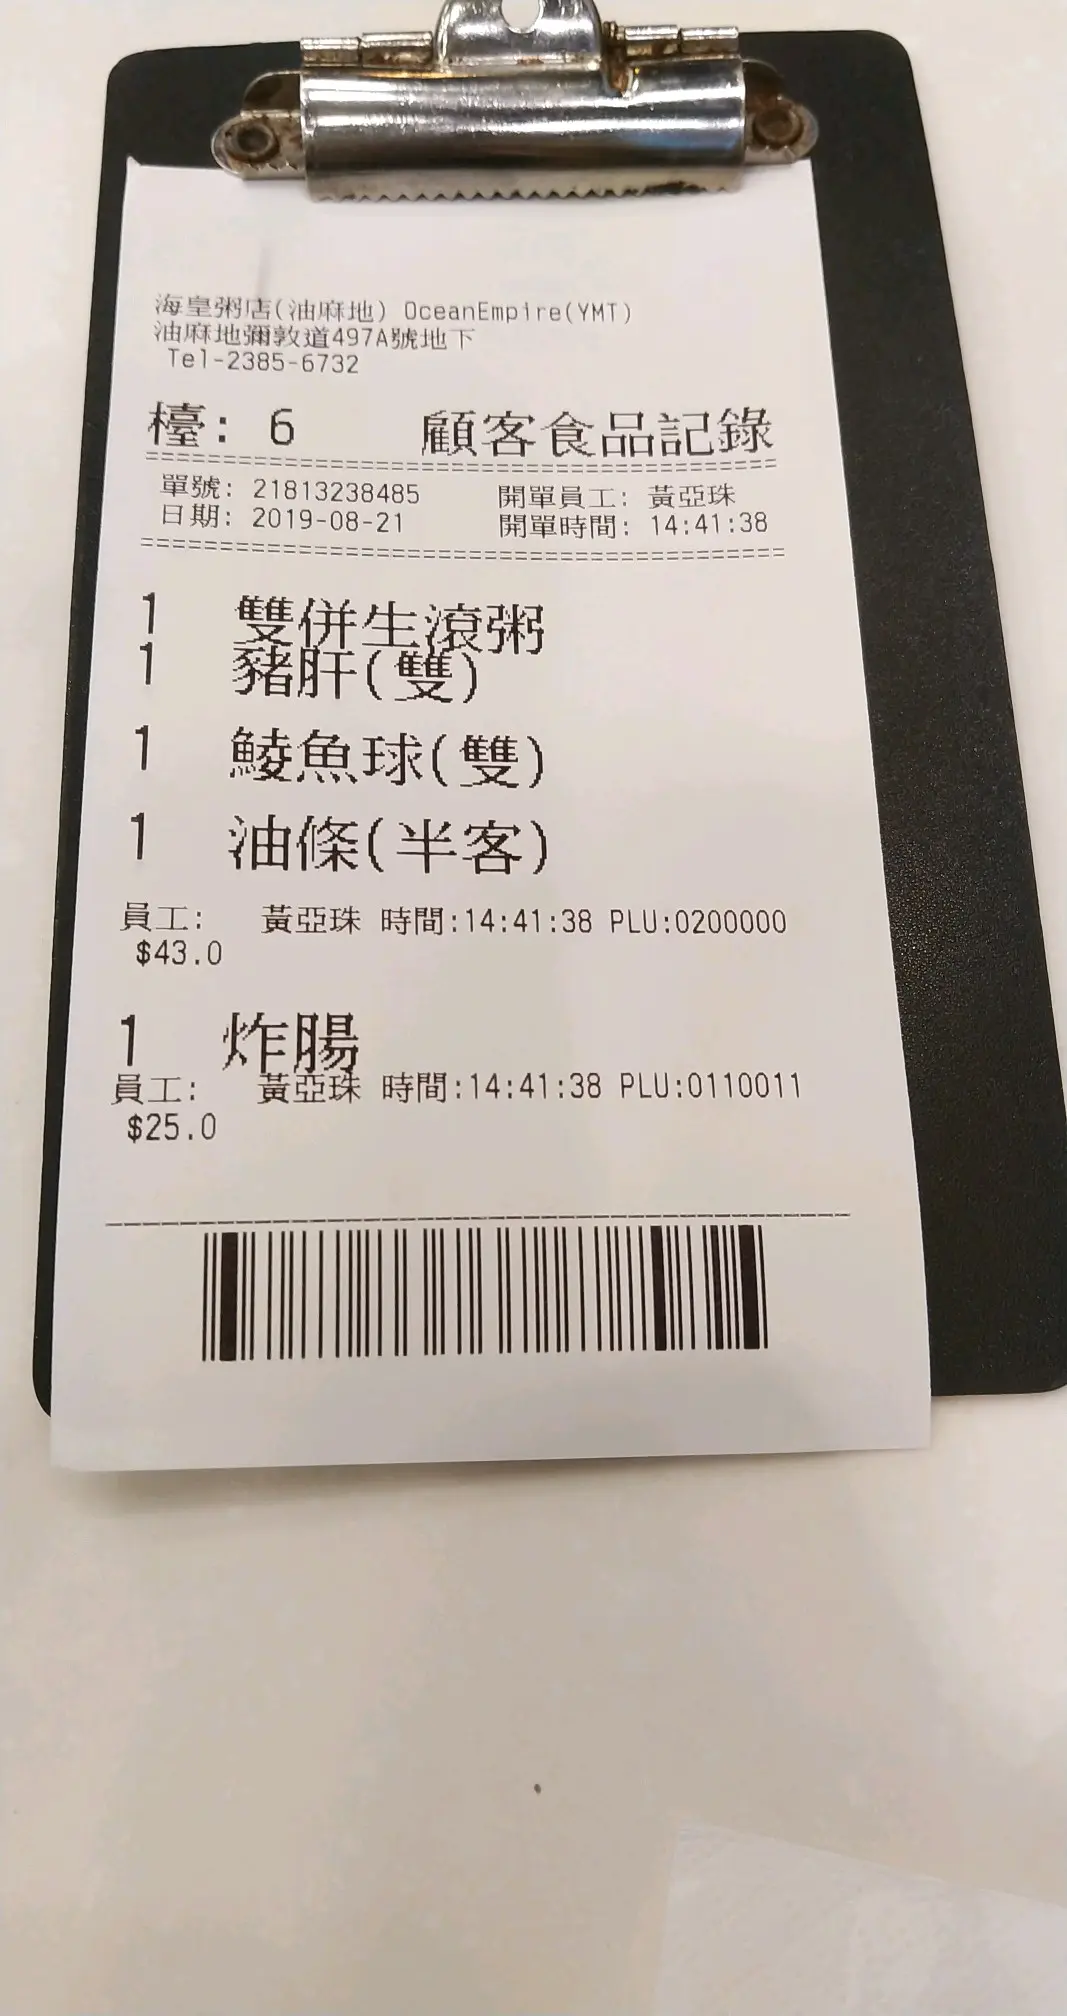 海皇粥店(油麻地) OceanEmpire(YMT)
油麻地彌敦道497A號地下
Tel-2385-6732
檯: 6 顧客食品記錄
單號: 21813238485 開單員工: 黃亞珠
日期: 2019-08-21 開單時間: 14:41:38
1 雙併生滾粥
1 豬肝(雙)
1 鯪魚球(雙)
1 油條(半客)
員工: 黃亞珠 時間:14:41:38 PLU:0200000
$43.0
1 炸腸
員工: 黃亞珠 時間:14:41:38 PLU:0110011
$25.0